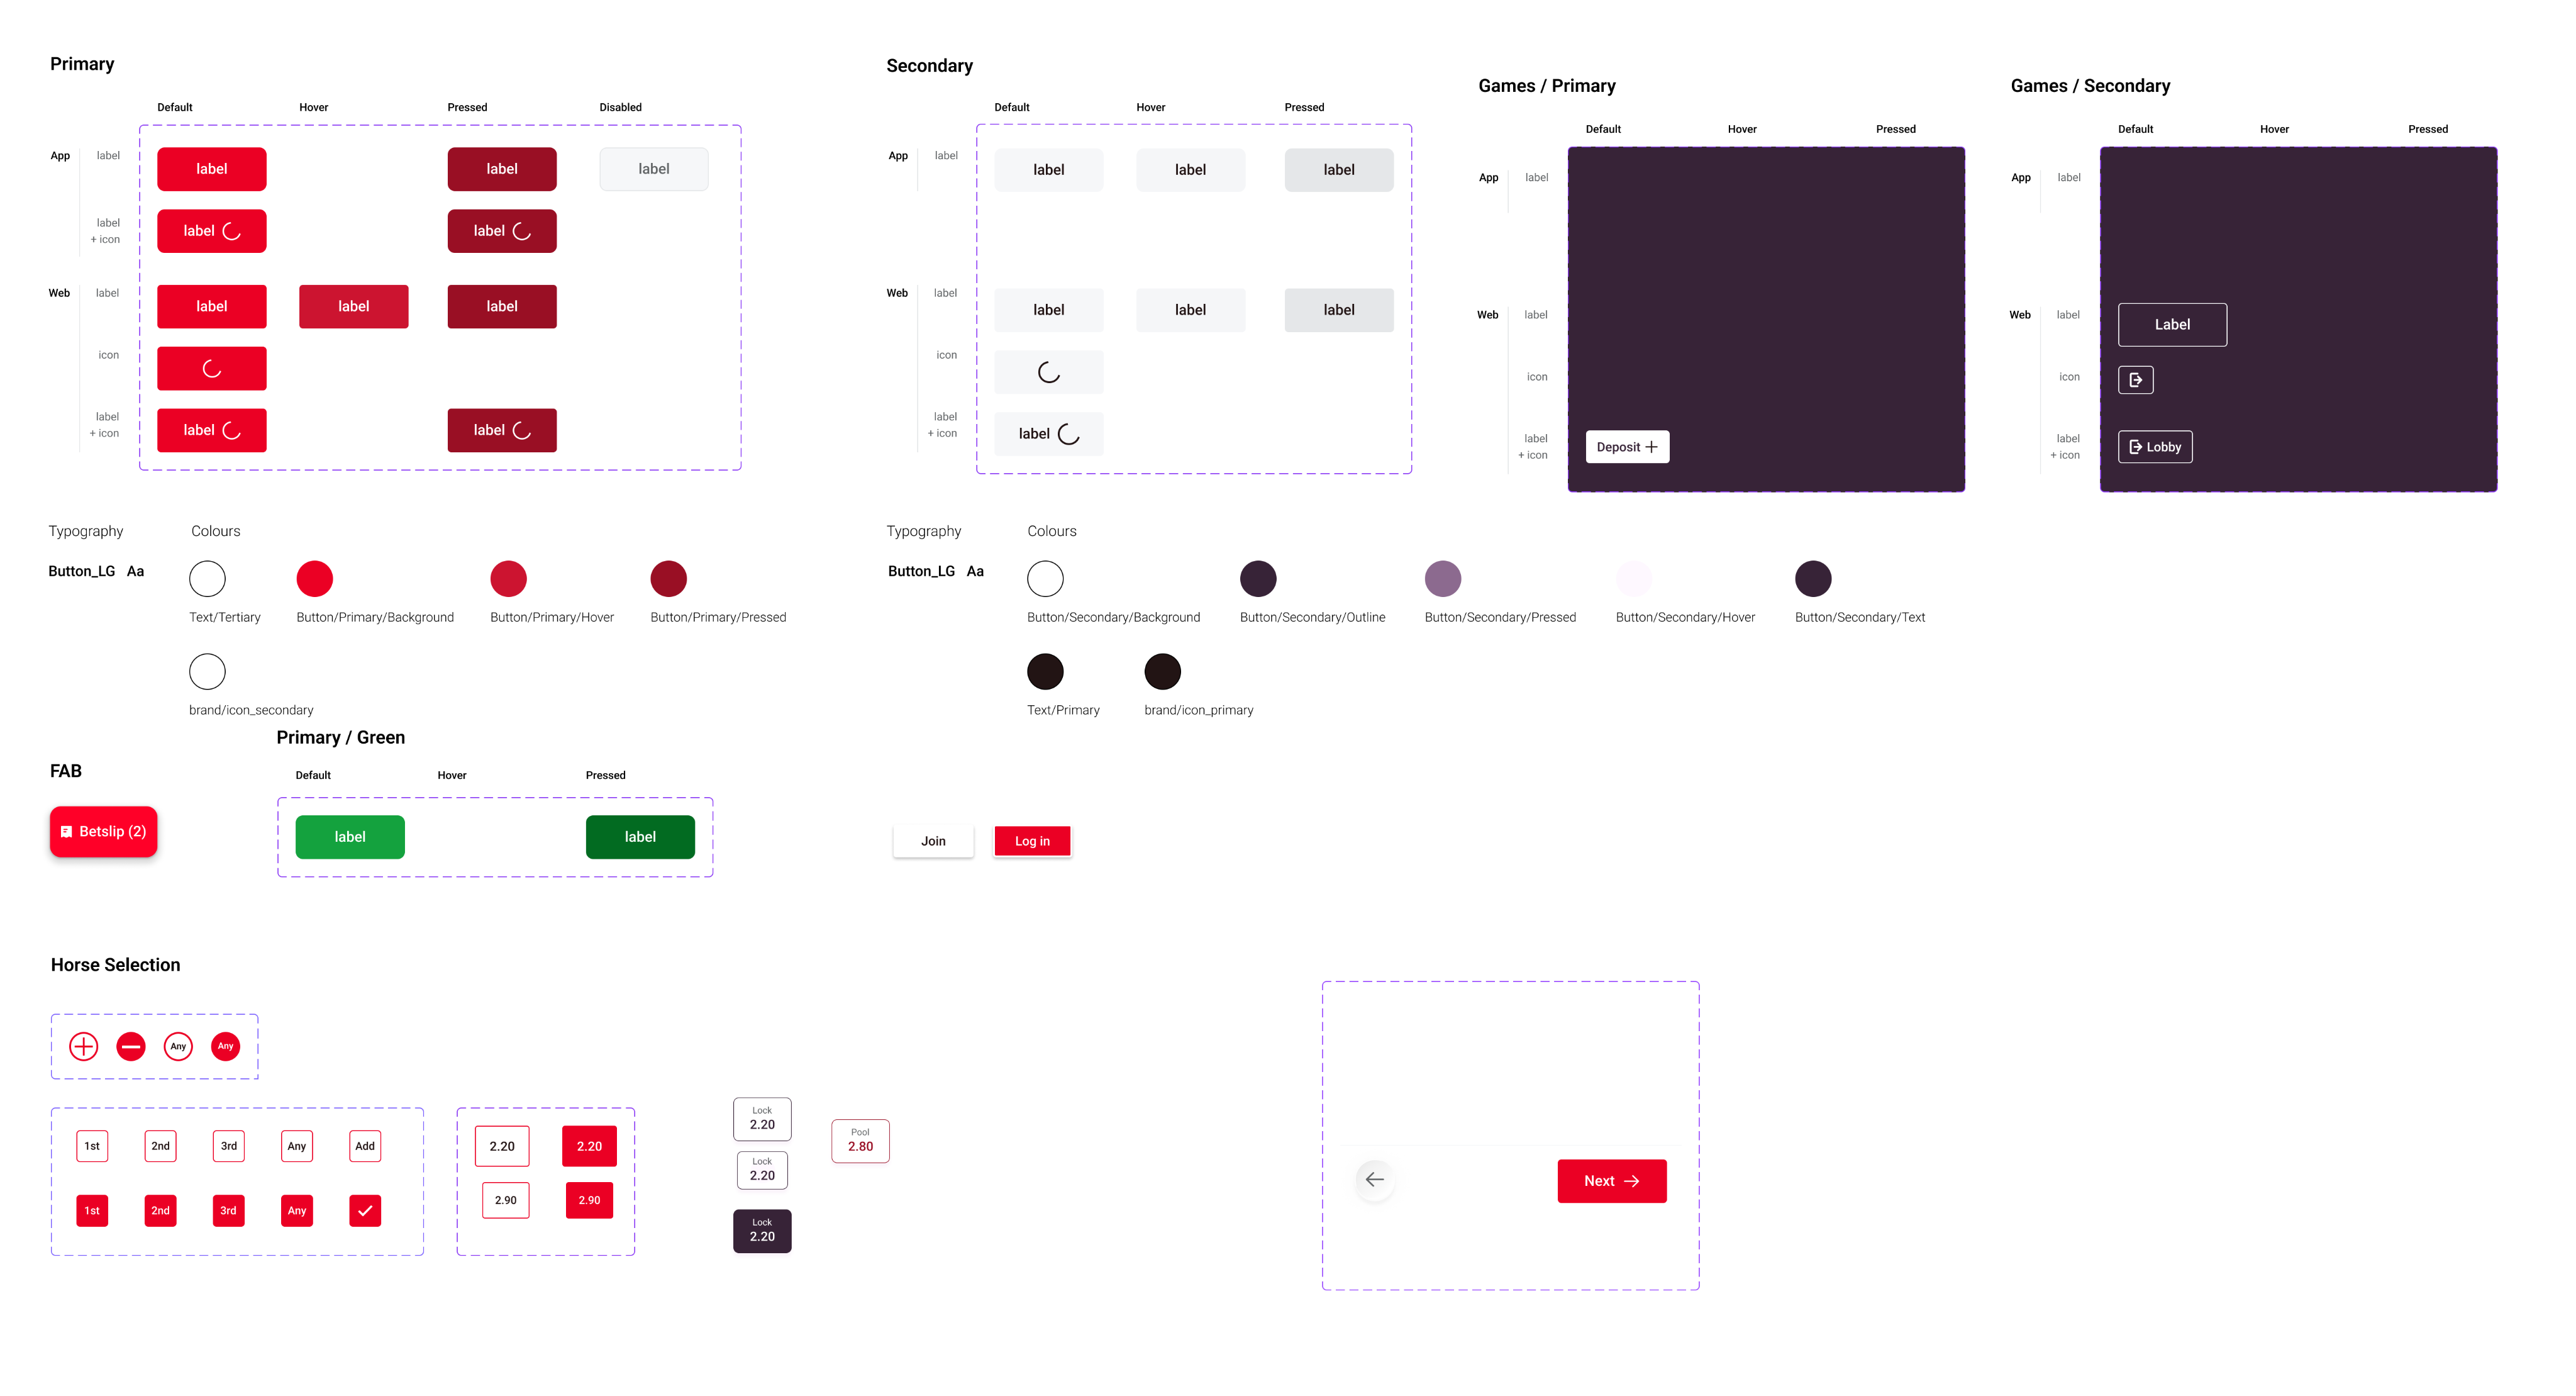 Primary
Default Hover Pressed Disabled
App label
label label label
label
+ icon
label label
Web label
label label label
icon
label
+ icon
label label
Secondary
Default Hover Pressed
App label
label label label
Web label
label label label
icon
label
+ icon
label
Games / Primary
Default Hover Pressed
App label
Web label
icon
label
+ icon
Deposit
Games / Secondary
Default Hover Pressed
App label
Web label
Label
icon
label
+ icon
Lobby
Typography Colours
Button_LG Aa
Text/Tertiary Button/Primary/Background Button/Primary/Hover Button/Primary/Pressed
brand/icon_secondary
Typography Colours
Button_LG Aa
Button/Secondary/Background Button/Secondary/Outline Button/Secondary/Pressed Button/Secondary/Hover Button/Secondary/Text
Text/Primary brand/icon_primary
FAB
Betslip (2)
Primary / Green
Default Hover Pressed
label label
Join Log in
Horse Selection
Any Any
1st 2nd 3rd Any Add
1st 2nd 3rd Any
2.20 2.20
2.90 2.90
Lock
2.20
Lock
2.20
Lock
2.20
Pool
2.80
Next